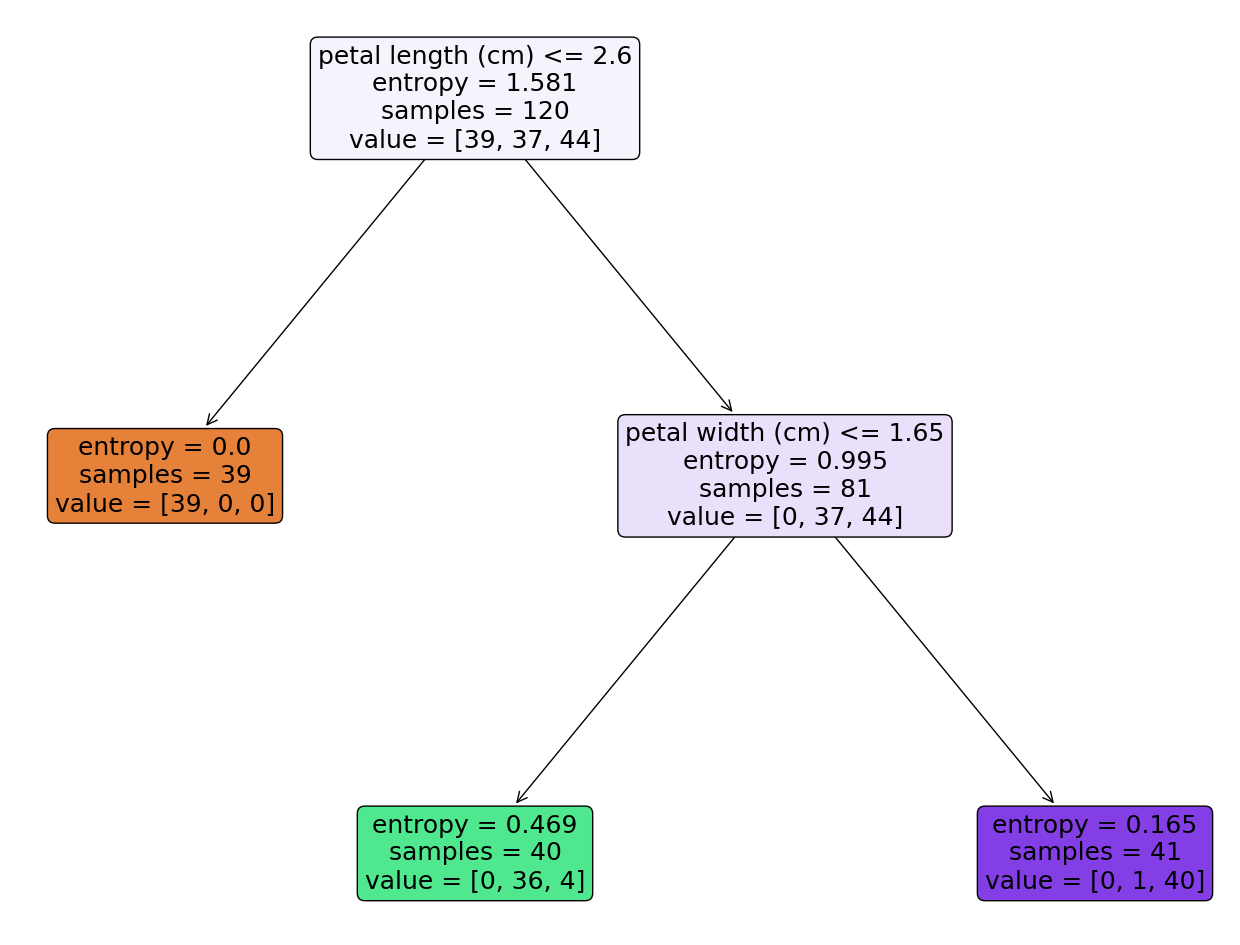 petal length (cm) <= 2.6
entropy = 1.581
samples = 120
value = [39, 37, 44]
entropy = 0.0
samples = 39
value = [39, 0, 0]
petal width (cm) <= 1.65
entropy = 0.995
samples = 81
value = [0, 37, 44]
entropy = 0.469
samples = 40
value = [0, 36, 4]
entropy = 0.165
samples = 41
value = [0, 1, 40]